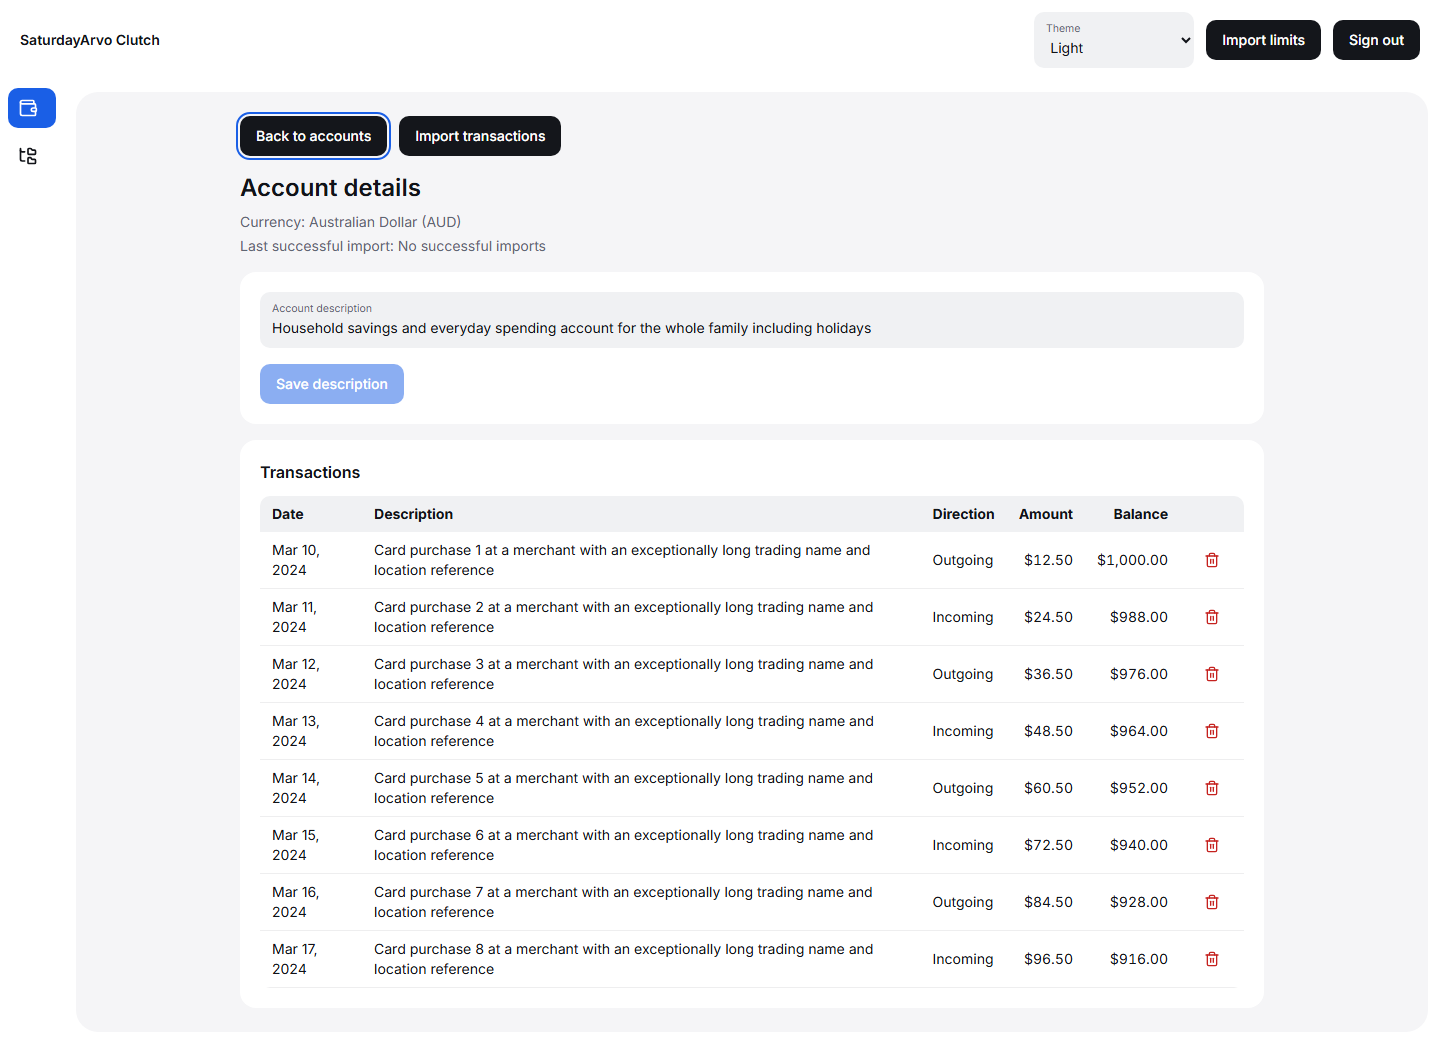 SaturdayArvo Clutch
Theme
Light
Import limits
Sign out
Back to accounts
Import transactions
Account details
Currency: Australian Dollar (AUD)
Last successful import: No successful imports
Account description
Household savings and everyday spending account for the whole family including holidays
Save description
Transactions
Date Description Direction Amount Balance
Mar 10, 2024 Card purchase 1 at a merchant with an exceptionally long trading name and
location reference Outgoing $12.50 $1,000.00
Mar 11, 2024 Card purchase 2 at a merchant with an exceptionally long trading name and
location reference Incoming $24.50 $988.00
Mar 12, 2024 Card purchase 3 at a merchant with an exceptionally long trading name and
location reference Outgoing $36.50 $976.00
Mar 13, 2024 Card purchase 4 at a merchant with an exceptionally long trading name and
location reference Incoming $48.50 $964.00
Mar 14, 2024 Card purchase 5 at a merchant with an exceptionally long trading name and
location reference Outgoing $60.50 $952.00
Mar 15, 2024 Card purchase 6 at a merchant with an exceptionally long trading name and
location reference Incoming $72.50 $940.00
Mar 16, 2024 Card purchase 7 at a merchant with an exceptionally long trading name and
location reference Outgoing $84.50 $928.00
Mar 17, 2024 Card purchase 8 at a merchant with an exceptionally long trading name and
location reference Incoming $96.50 $916.00